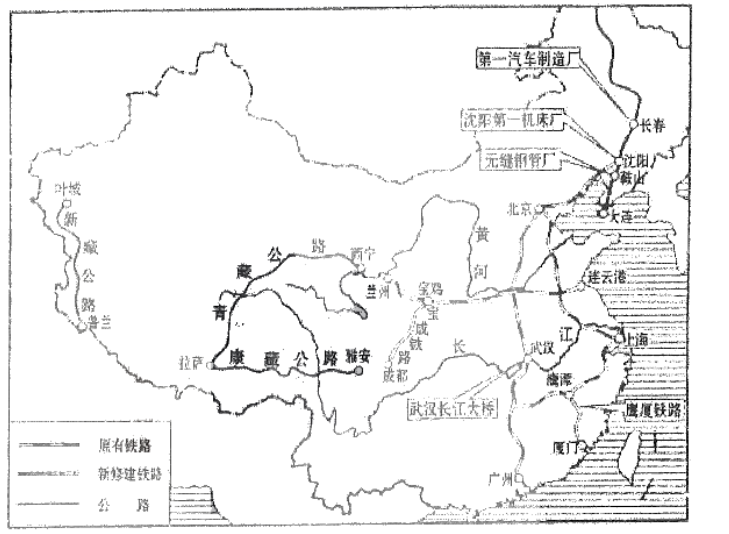 第一汽车制造厂
长春
沈阳第一机床厂
沈阳
无缝钢管厂
鞍山
叶城
北京
大连
新藏公路
黄河
青藏公路
西宁
兰州
连云港
宝鸡
宝成铁路
普兰
长江
上海
武汉
拉萨
康藏公路
雅安
成都
鹰潭
武汉长江大桥
鹰厦铁路
原有铁路
厦门
新修建铁路
广州
公路